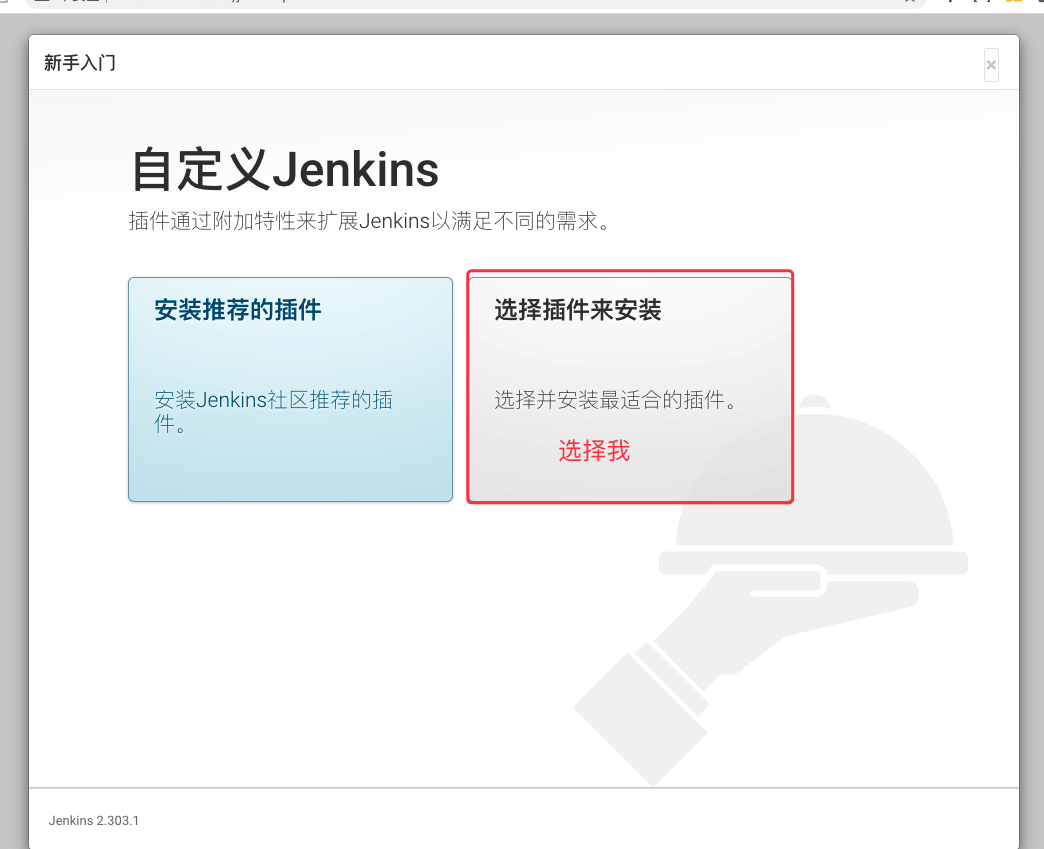 新手入门
×
自定义Jenkins
插件通过附加特性来扩展Jenkins以满足不同的需求。
安装推荐的插件
安装Jenkins社区推荐的插
件。
选择插件来安装
选择并安装最适合的插件。
选择我
Jenkins 2.303.1